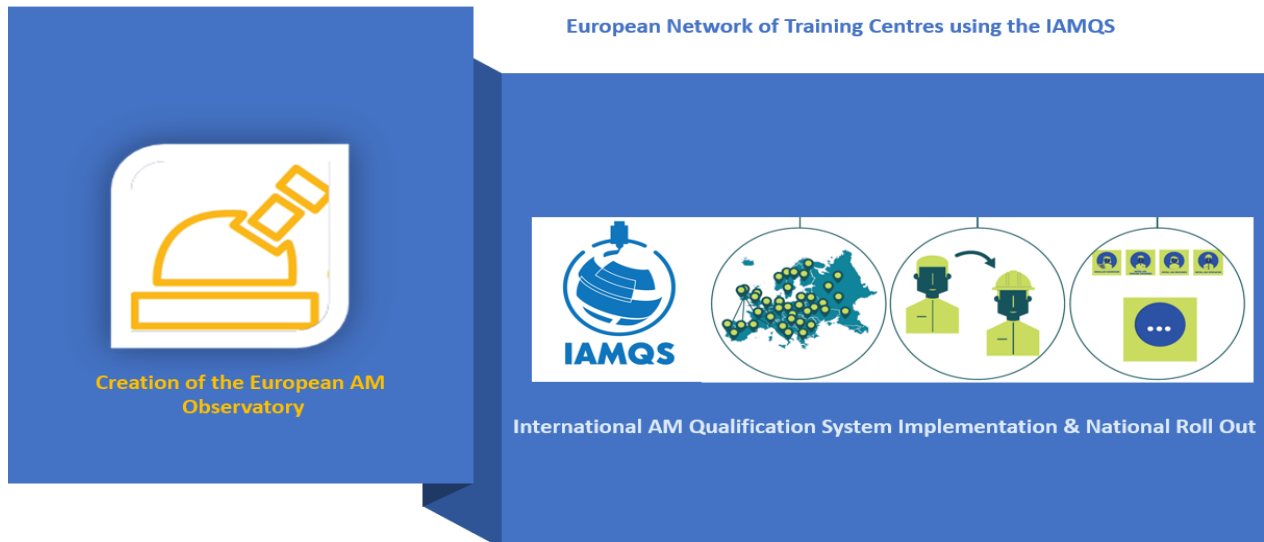 European Network of Training Centres using the IAMQS
Creation of the European AM
Observatory
IAMQS
International AM Qualification System Implementation & National Roll Out